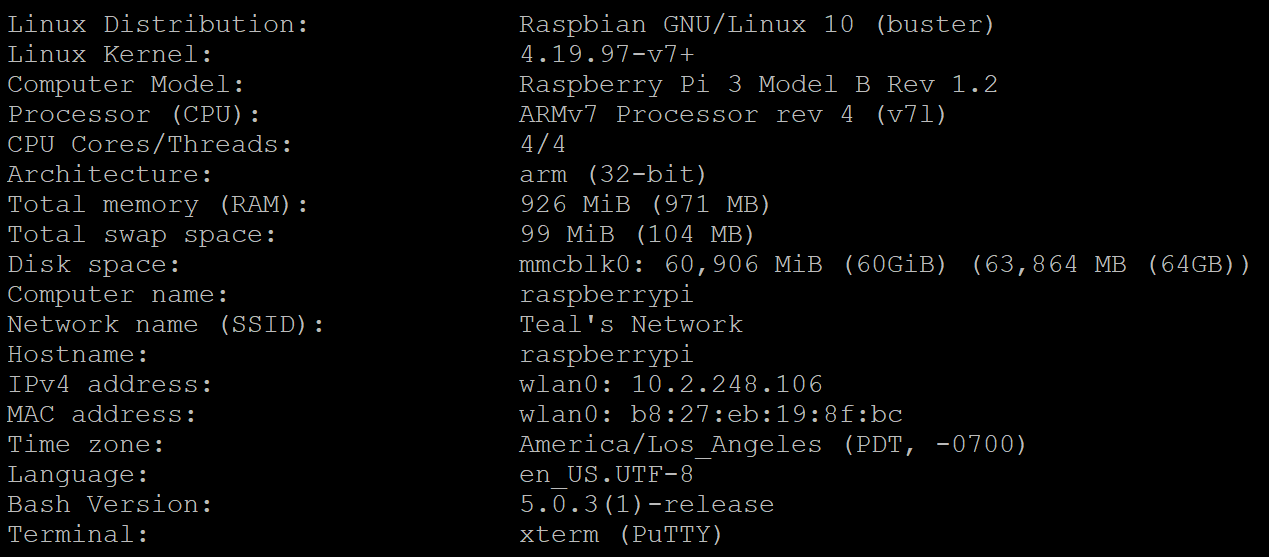 Linux Distribution: Raspbian GNU/Linux 10 (buster)
Linux Kernel: 4.19.97-v7+
Computer Model: Raspberry Pi 3 Model B Rev 1.2
Processor (CPU): ARMv7 Processor rev 4 (v7l)
CPU Cores/Threads: 4/4
Architecture: arm (32-bit)
Total memory (RAM): 926 MiB (971 MB)
Total swap space: 99 MiB (104 MB)
Disk space: mmcblk0: 60,906 MiB (60GiB) (63,864 MB (64GB))
Computer name: raspberrypi
Network name (SSID): Teal's Network
Hostname: raspberrypi
IPv4 address: wlan0: 10.2.248.106
MAC address: wlan0: b8:27:eb:19:8f:bc
Time zone: America/Los_Angeles (PDT, -0700)
Language: en_US.UTF-8
Bash Version: 5.0.3(1)-release
Terminal: xterm (PuTTY)